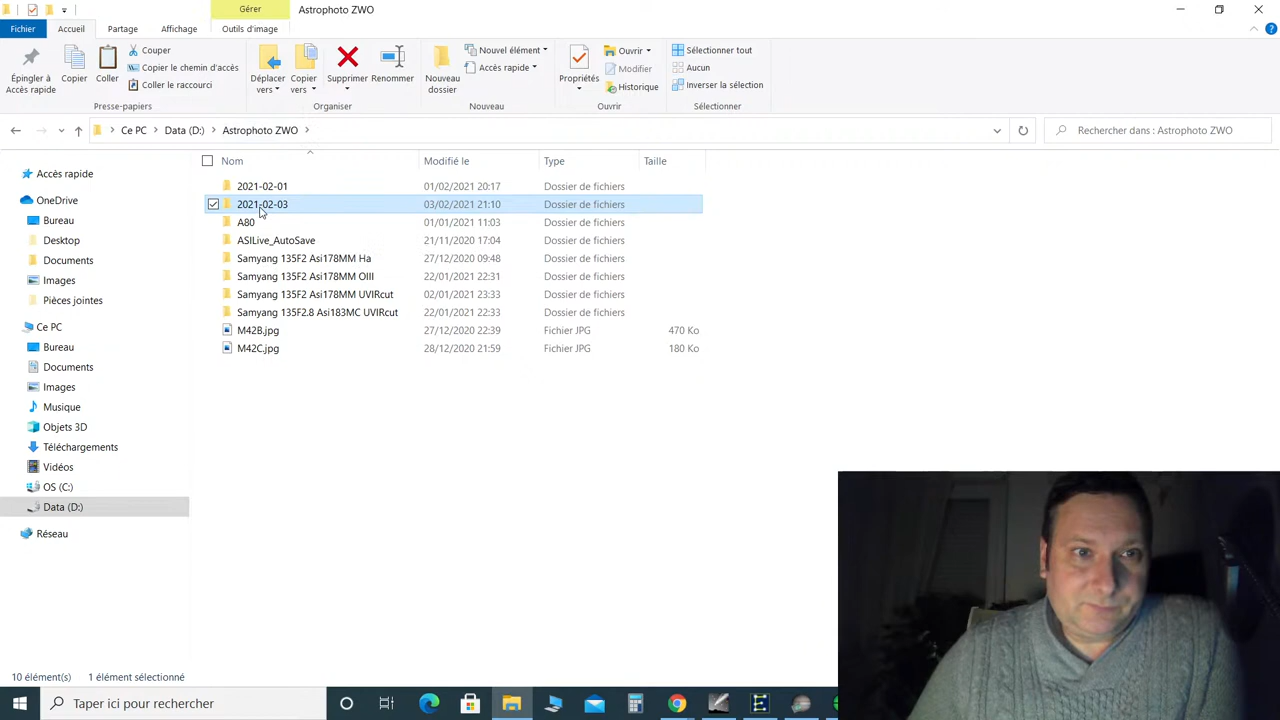 Gérer
Astrophoto ZWO
Fichier
Accueil
Partage
Affichage
Outils d'image
Épingler à
Accès rapide
Copier
Coller
Couper
Copier le chemin d'accès
Coller le raccourci
Presse-papiers
Déplacer
vers
Copier
vers
Supprimer
Renommer
Organiser
Nouveau
dossier
Nouvel élément
Accès rapide
Nouveau
Propriétés
Ouvrir
Modifier
Historique
Ouvrir
Sélectionner tout
Aucun
Inverser la sélection
Sélectionner
Ce PC
Data (D:)
Astrophoto ZWO
Rechercher dans : Astrophoto ZWO
Nom Modifié le Type Taille
2021-02-01 01/02/2021 20:17 Dossier de fichiers
2021-02-03 03/02/2021 21:10 Dossier de fichiers
A80 01/01/2021 11:03 Dossier de fichiers
ASILive_AutoSave 21/11/2020 17:04 Dossier de fichiers
Samyang 135F2 Asi178MM Ha 27/12/2020 09:48 Dossier de fichiers
Samyang 135F2 Asi178MM OIII 22/01/2021 22:31 Dossier de fichiers
Samyang 135F2 Asi178MM UVIRcut 02/01/2021 23:33 Dossier de fichiers
Samyang 135F2.8 Asi183MC UVIRcut 22/01/2021 22:33 Dossier de fichiers
M42B.jpg 27/12/2020 22:39 Fichier JPG 470 Ko
M42C.jpg 28/12/2020 21:59 Fichier JPG 180 Ko
Accès rapide
OneDrive
Bureau
Desktop
Documents
Images
Pièces jointes
Ce PC
Bureau
Documents
Images
Musique
Objets 3D
Téléchargements
Vidéos
OS (C:)
Data (D:)
Réseau
10 élément(s) 1 élément sélectionné
Taper ici pour rechercher